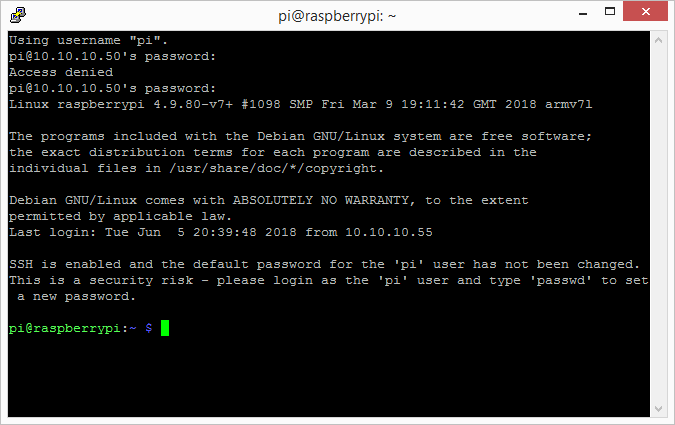 pi@raspberrypi: ~
Using username "pi".
pi@10.10.10.50's password:
Access denied
pi@10.10.10.50's password:
Linux raspberrypi 4.9.80-v7+ #1098 SMP Fri Mar 9 19:11:42 GMT 2018 armv7l
The programs included with the Debian GNU/Linux system are free software;
the exact distribution terms for each program are described in the
individual files in /usr/share/doc/*/copyright.
Debian GNU/Linux comes with ABSOLUTELY NO WARRANTY, to the extent
permitted by applicable law.
Last login: Tue Jun  5 20:39:48 2018 from 10.10.10.55
SSH is enabled and the default password for the 'pi' user has not been changed.
This is a security risk - please login as the 'pi' user and type 'passwd' to set
 a new password.
pi@raspberrypi:~ $